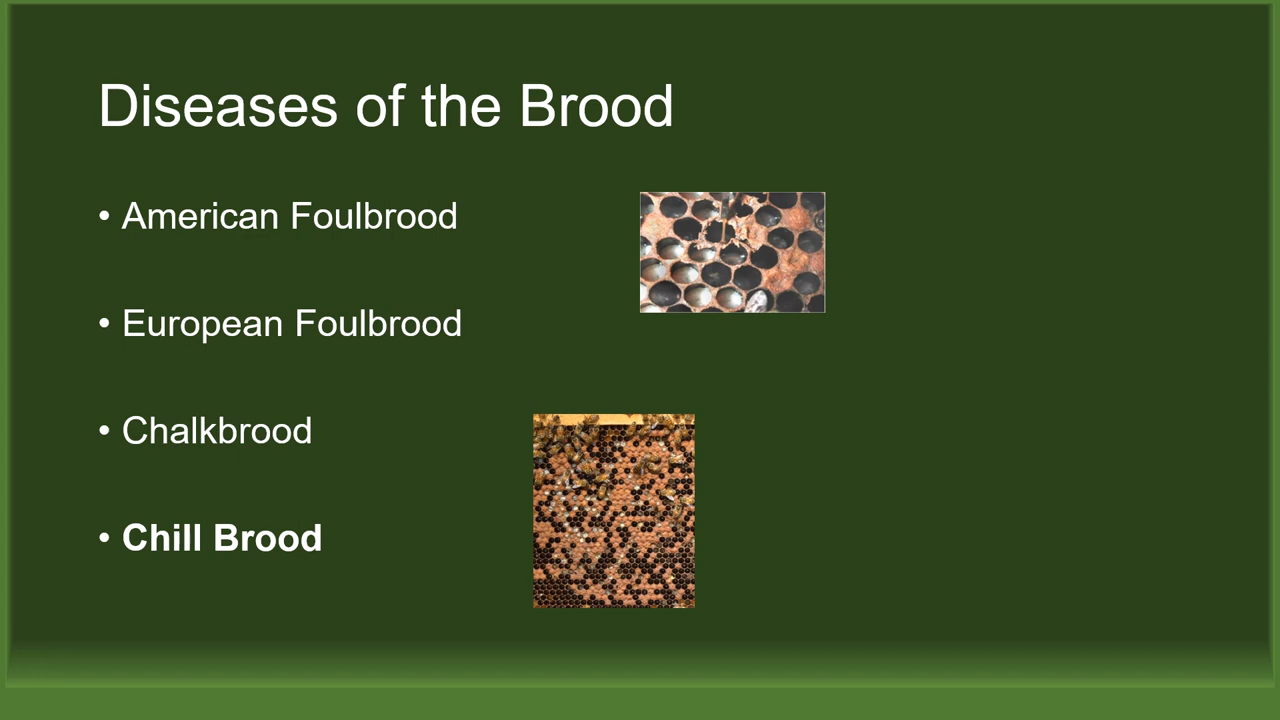 Diseases of the Brood
• American Foulbrood
• European Foulbrood
• Chalkbrood
• Chill Brood